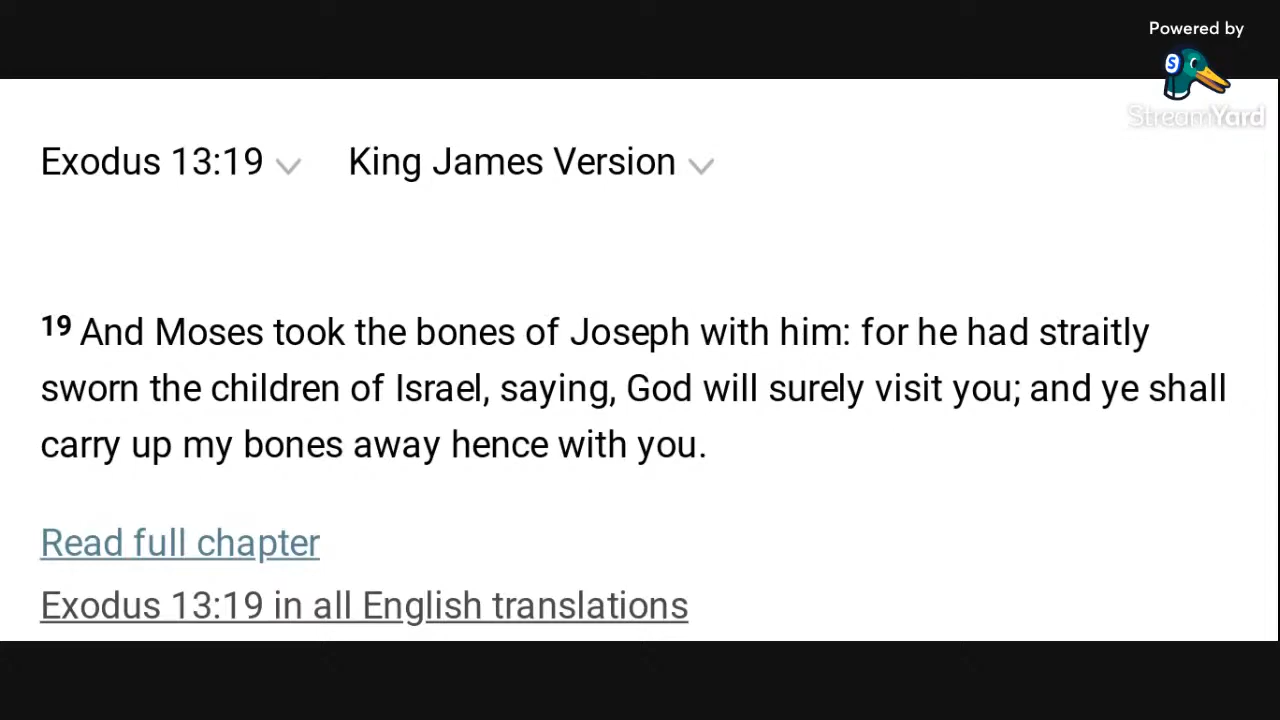 Powered by
S
StreamYard
Exodus 13:19 King James Version
19 And Moses took the bones of Joseph with him: for he had straitly
sworn the children of Israel, saying, God will surely visit you; and ye shall
carry up my bones away hence with you.
Read full chapter
Exodus 13:19 in all English translations